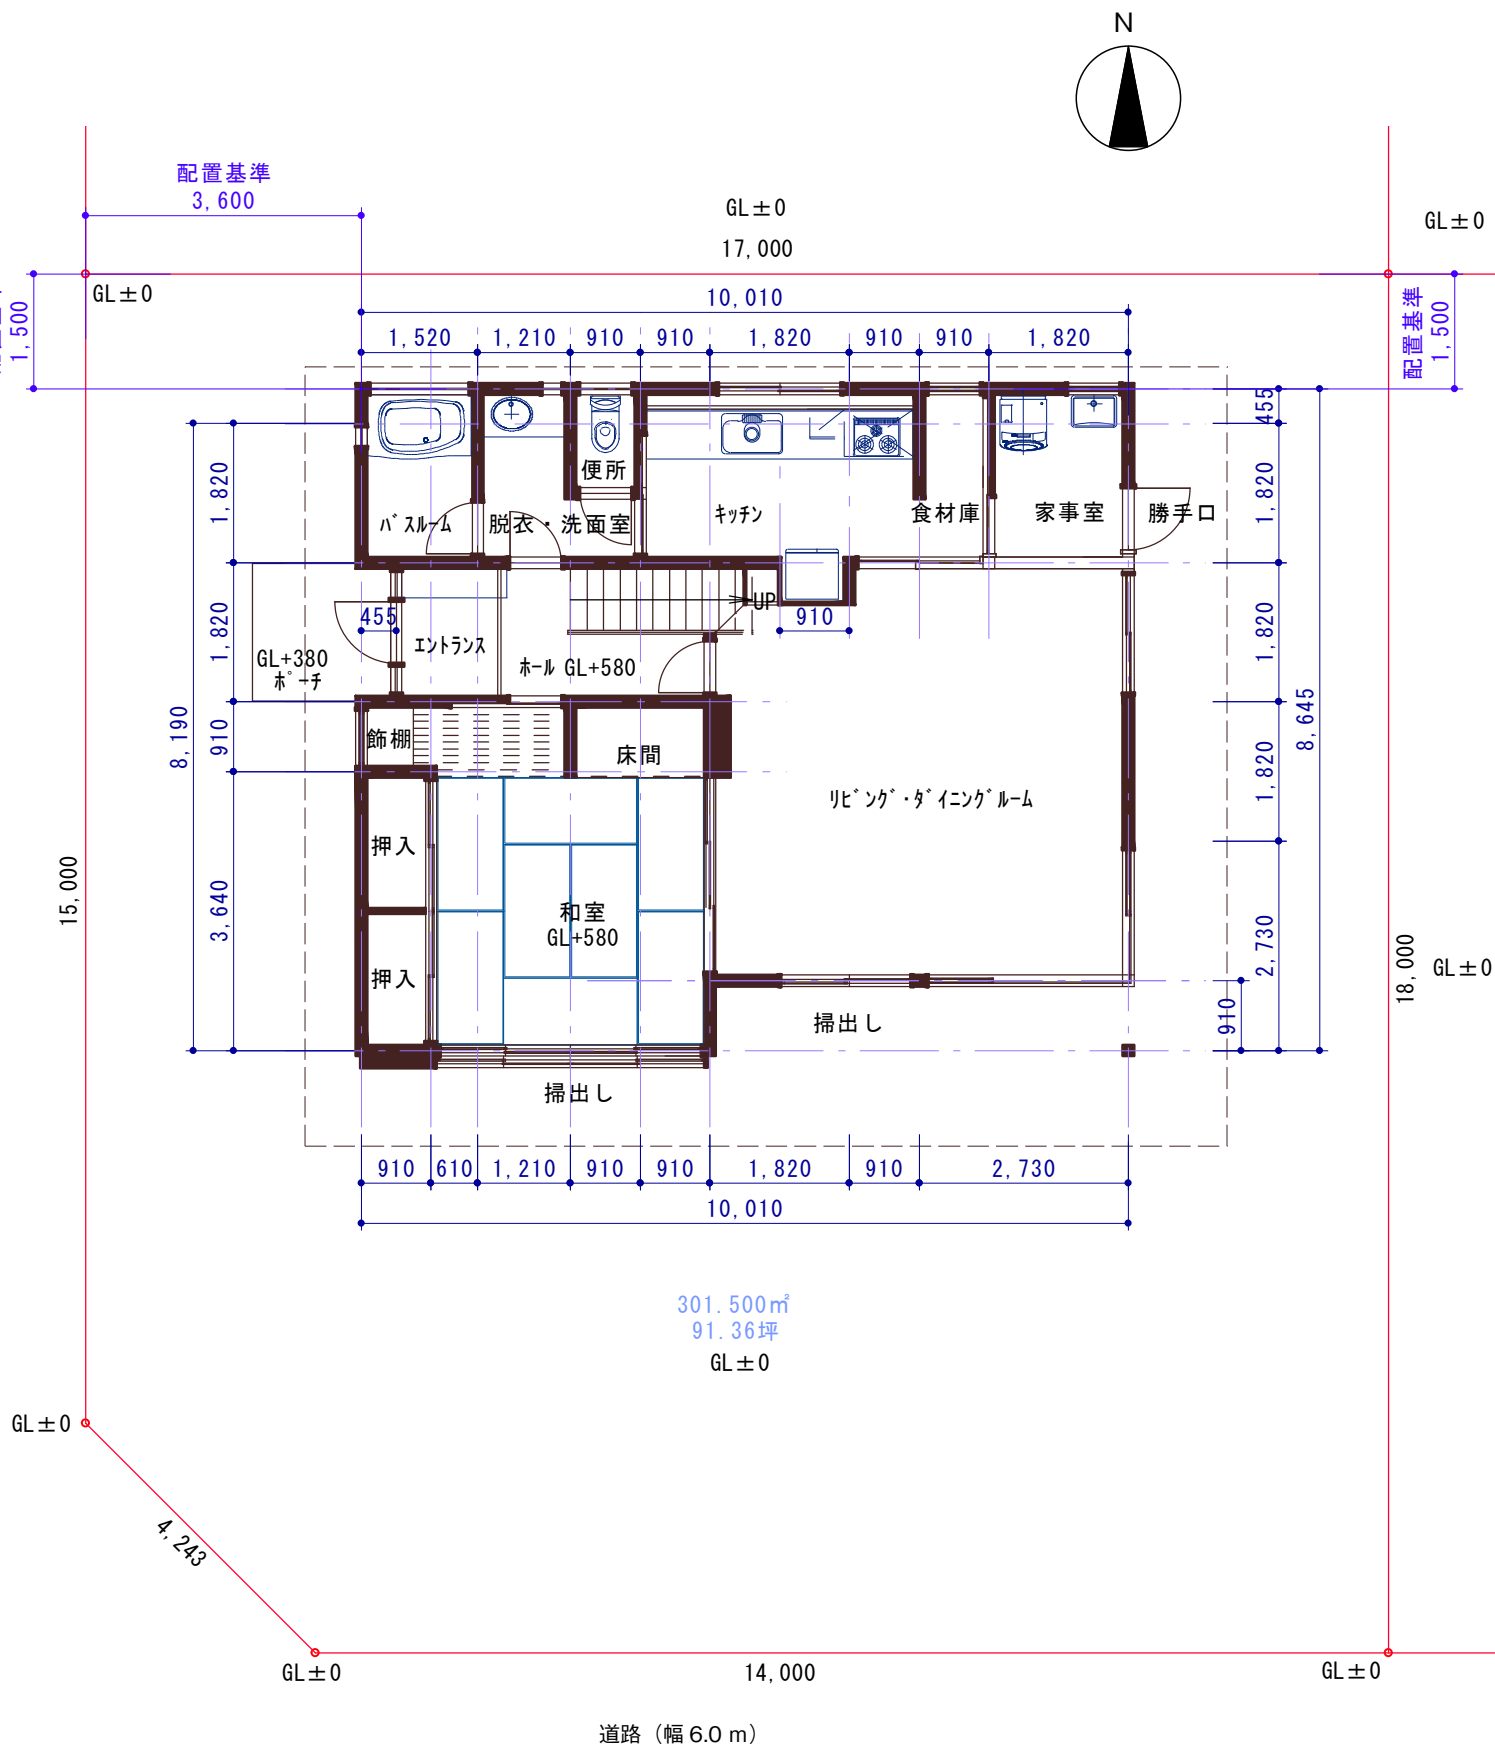 N
配置基準
3,600
GL±0
17,000
GL±0
GL±0
10,010
1,500
配置基準
1,500
1,520
1,210
910
910
1,820
910
910
1,820
455
便所
1,820
1,820
バスルーム
脱衣・洗面室
キッチン
食材庫
家事室
勝手口
UP
455
910
1,820
1,820
エントランス
GL+380
ポーチ
ホール GL+580
8,190
910
8,645
飾棚
床間
1,820
リビング・ダイニングルーム
押入
15,000
和室
GL+580
3,640
2,730
押入
18,000
GL±0
910
掃出し
掃出し
910
610
1,210
910
910
1,820
910
2,730
10,010
301.500㎡
91.36坪
GL±0
GL±0
4,243
GL±0
14,000
GL±0
道路（幅 6.0 m）